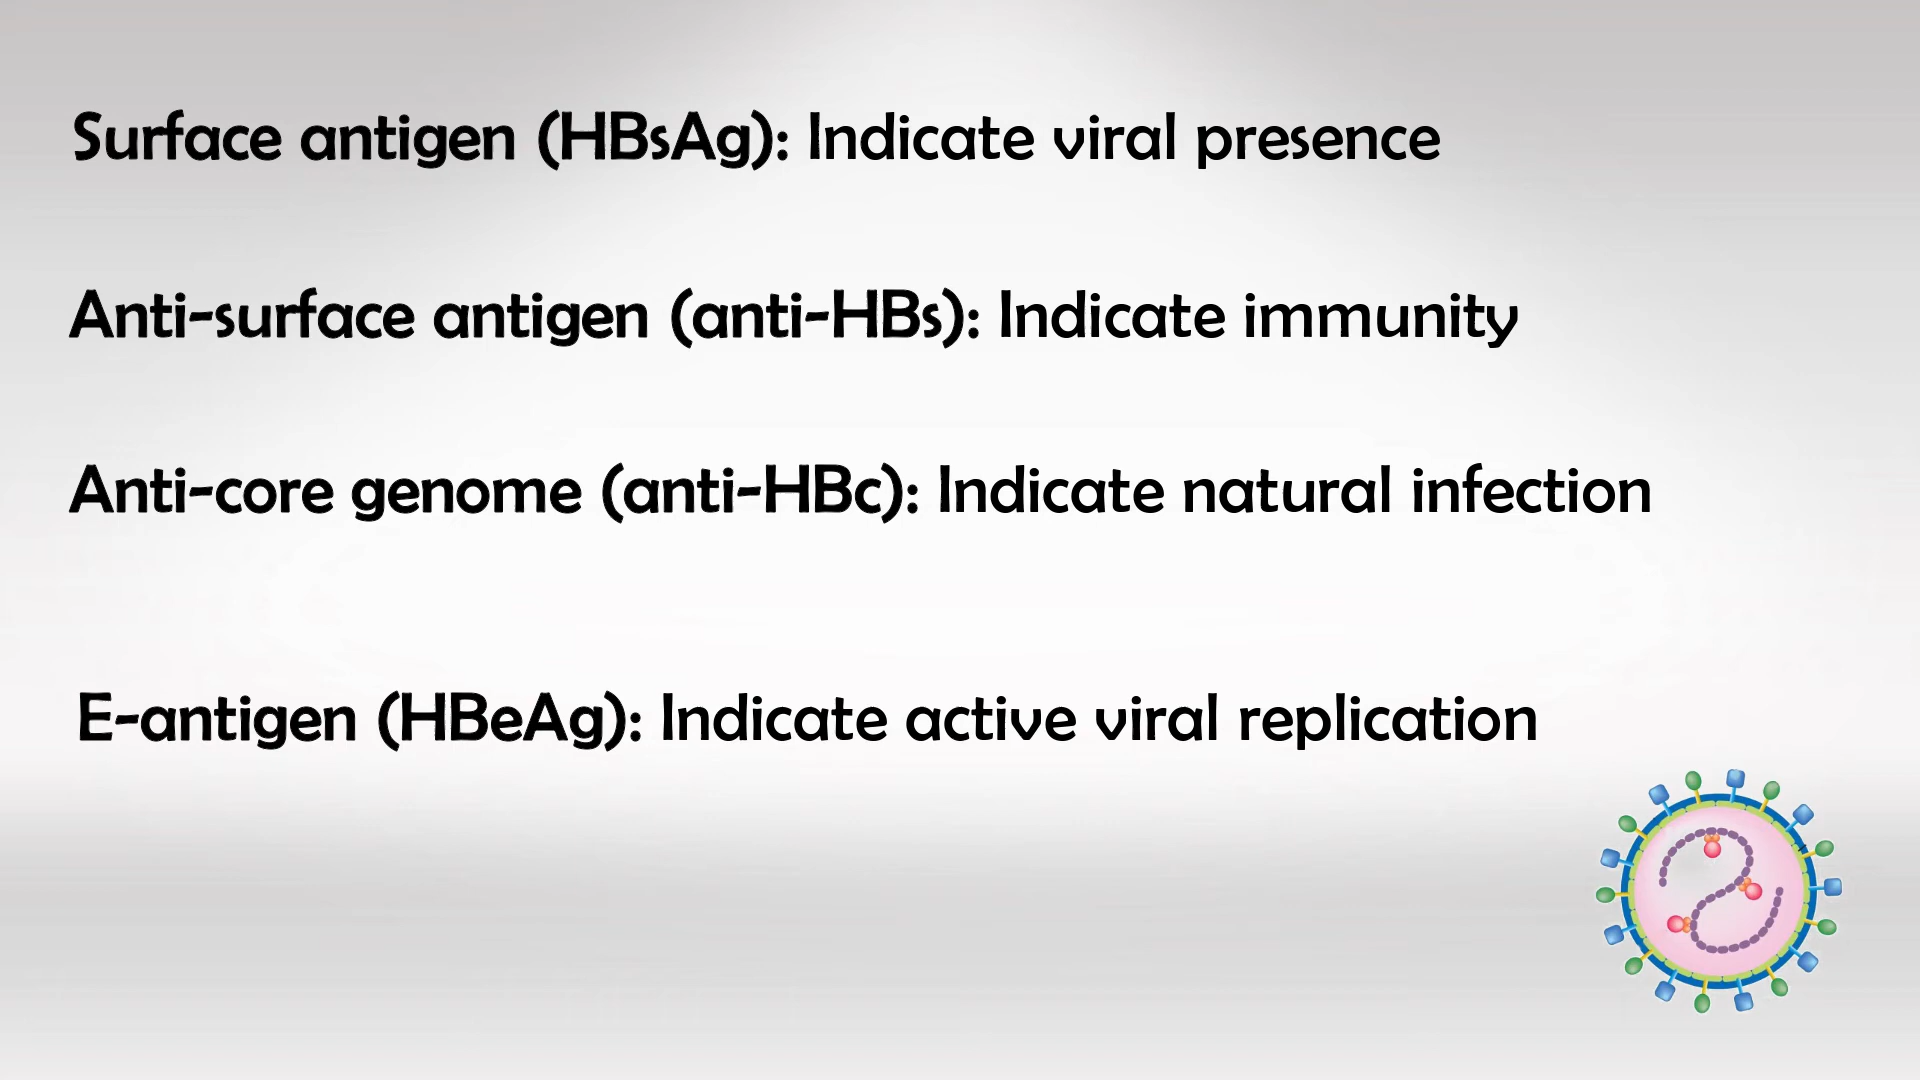 Surface antigen (HBsAg): Indicate viral presence
Anti-surface antigen (anti-HBs): Indicate immunity
Anti-core genome (anti-HBc): Indicate natural infection
E-antigen (HBeAg): Indicate active viral replication